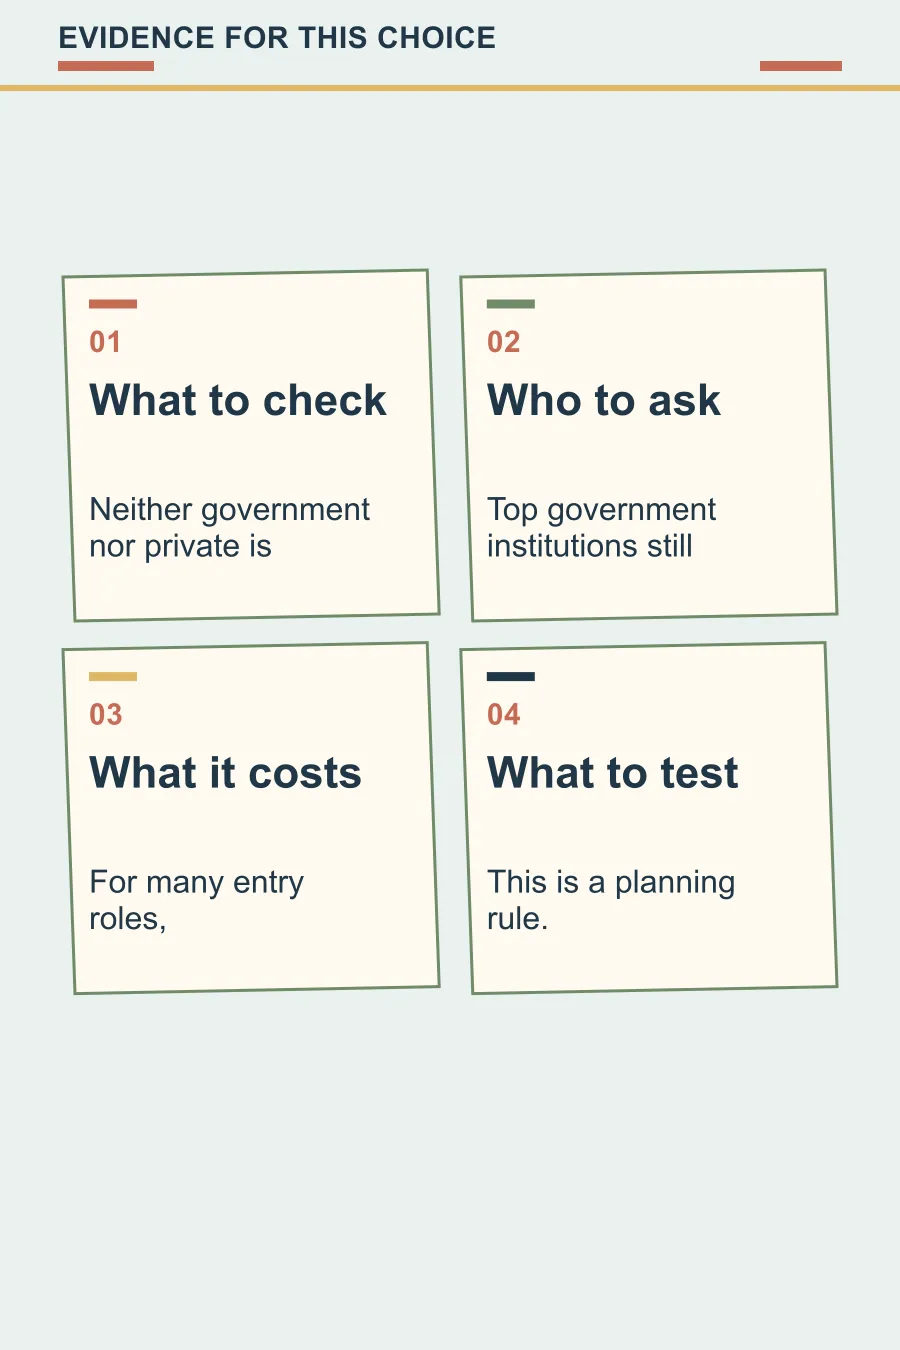 EVIDENCE FOR THIS CHOICE
01
What to check
Neither government
nor private is
02
Who to ask
Top government
institutions still
03
What it costs
For many entry
roles,
04
What to test
This is a planning
rule.